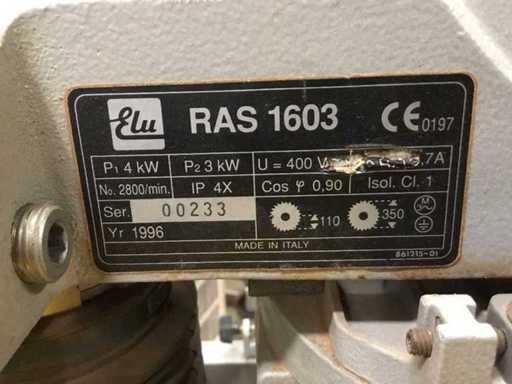 Elu RAS 1603 CE 0197
P1 4 kW P2 3 kW U = 400 V 7A
No. 2800/min. IP 4X Cos φ 0,90 Isol. Cl. 1
Ser. 00233 110 350
Yr 1996
MADE IN ITALY 861215-01